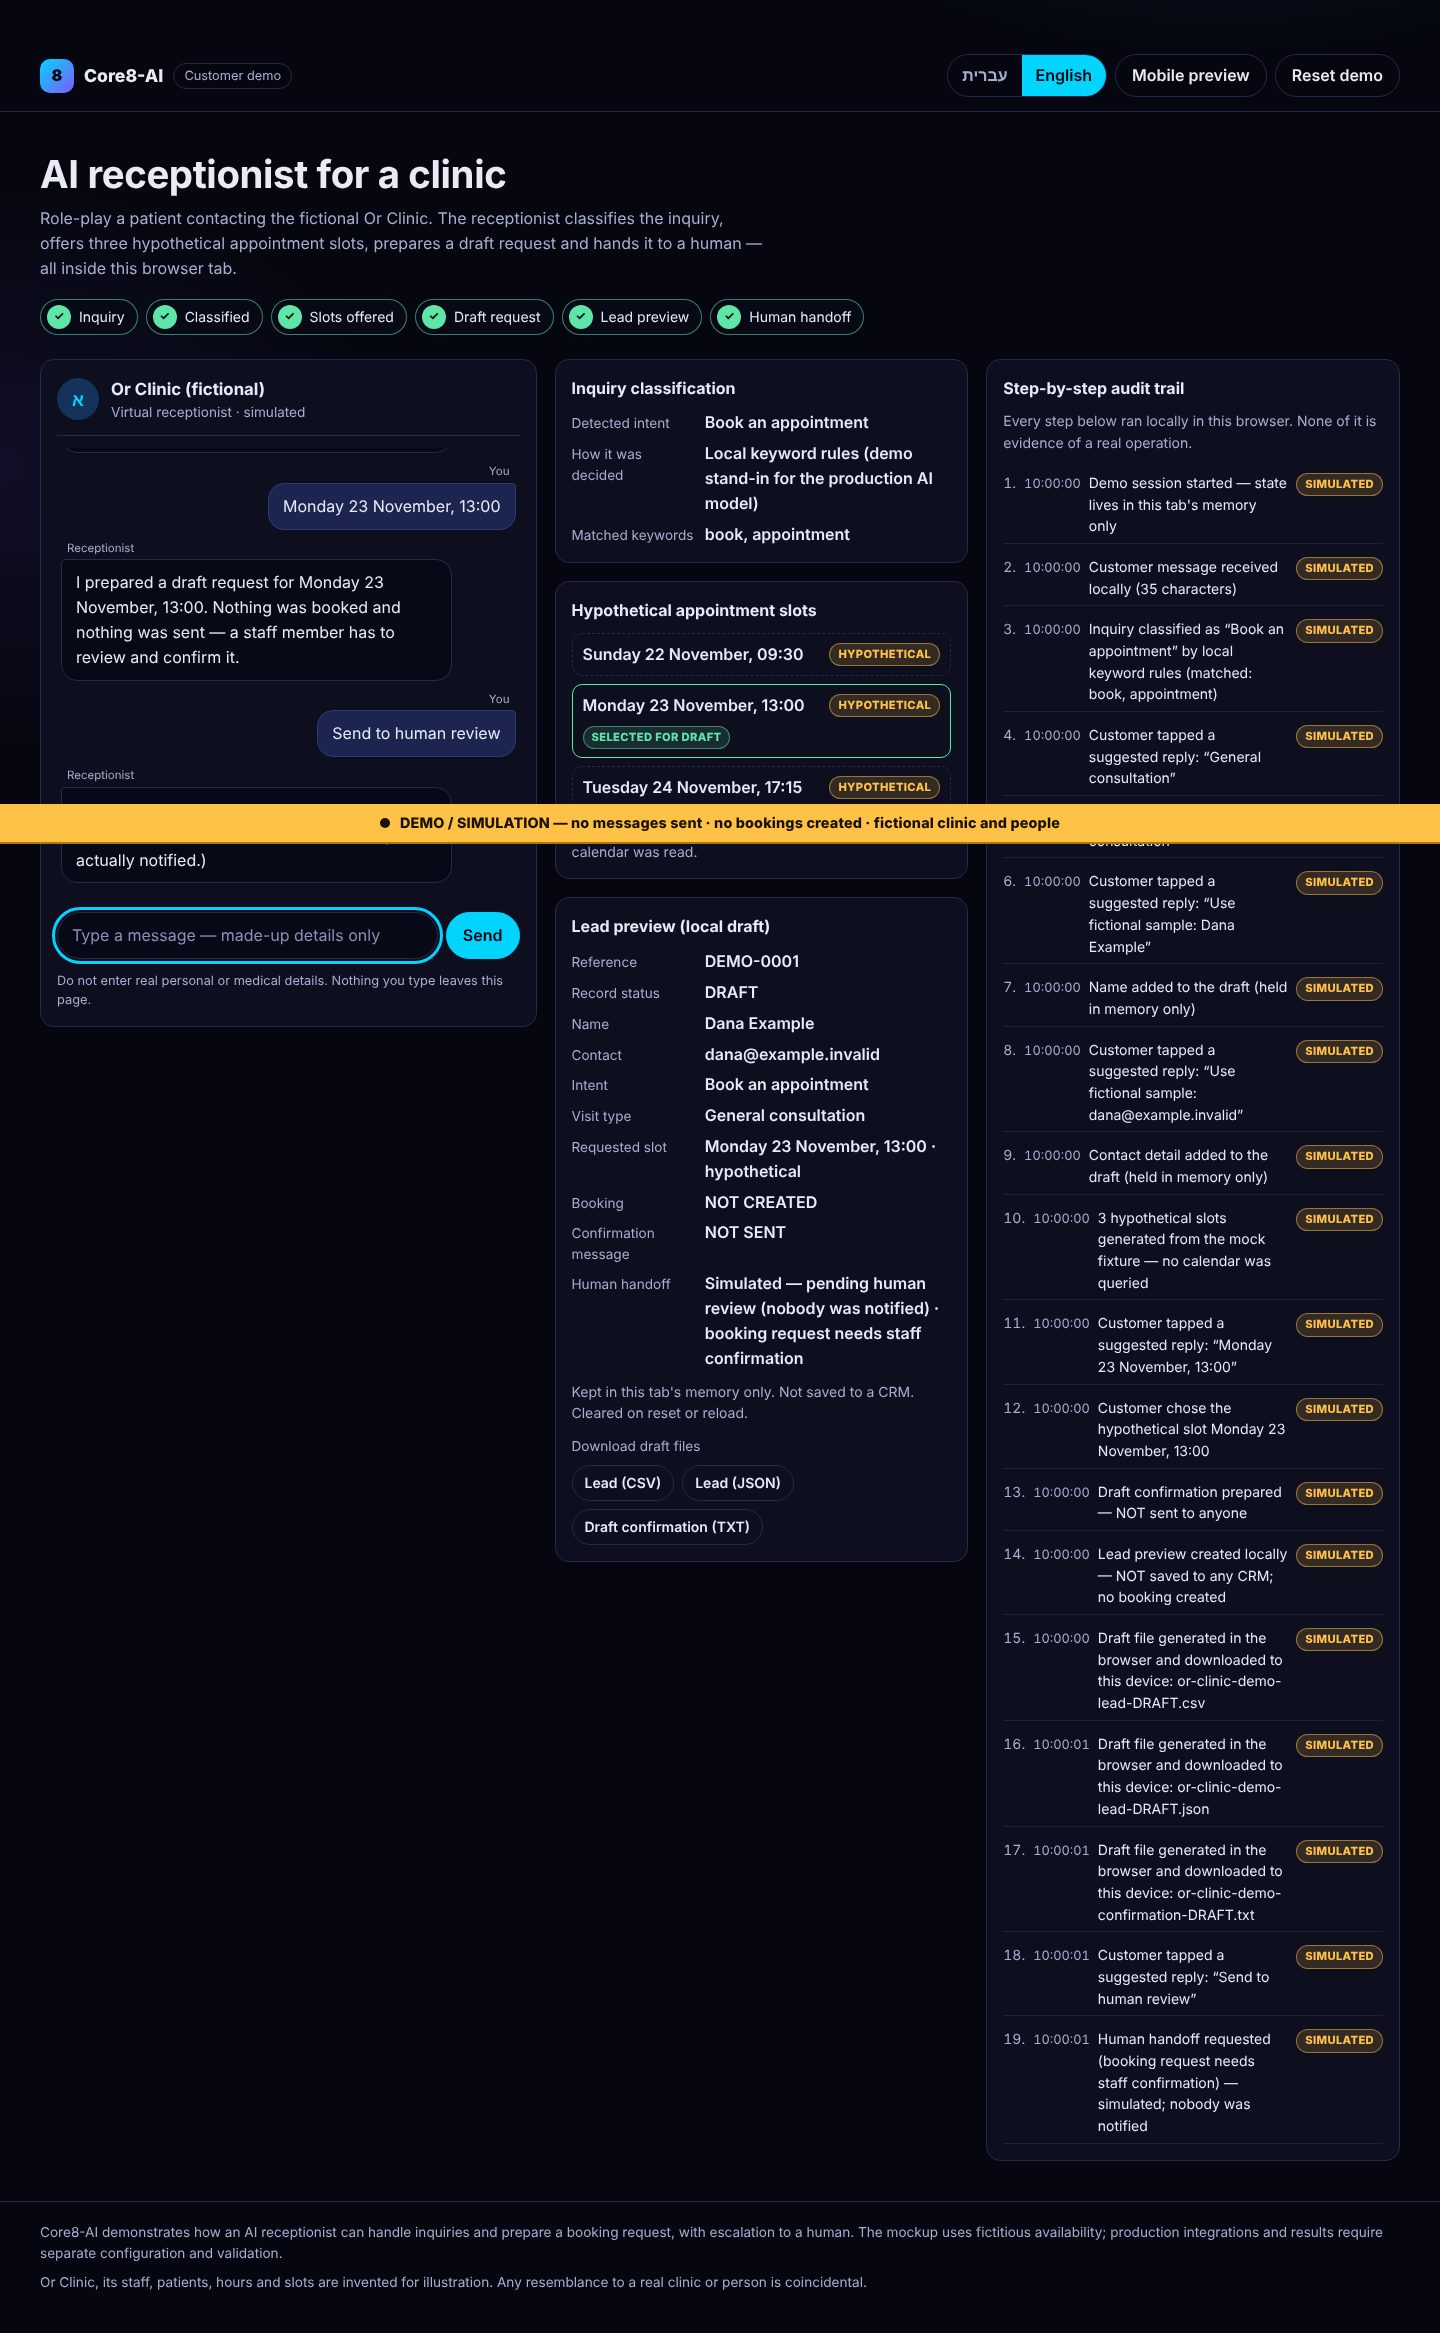 8
Core8-AI
Customer demo
עברית
English
Mobile preview
Reset demo
AI receptionist for a clinic
Role-play a patient contacting the fictional Or Clinic. The receptionist classifies the inquiry,
offers three hypothetical appointment slots, prepares a draft request and hands it to a human —
all inside this browser tab.
Inquiry
Classified
Slots offered
Draft request
Lead preview
Human handoff
א
Or Clinic (fictional)
Virtual receptionist · simulated
You
Monday 23 November, 13:00
Receptionist
I prepared a draft request for Monday 23
November, 13:00. Nothing was booked and
nothing was sent — a staff member has to
review and confirm it.
You
Send to human review
Receptionist
actually notified.)
Type a message — made-up details only
Send
Do not enter real personal or medical details. Nothing you type leaves this
page.
Inquiry classification
Detected intent
Book an appointment
How it was
decided
Local keyword rules (demo
stand-in for the production AI
model)
Matched keywords
book, appointment
Hypothetical appointment slots
Sunday 22 November, 09:30
HYPOTHETICAL
Monday 23 November, 13:00
HYPOTHETICAL
SELECTED FOR DRAFT
Tuesday 24 November, 17:15
HYPOTHETICAL
DEMO / SIMULATION — no messages sent · no bookings created · fictional clinic and people
calendar was read.
Lead preview (local draft)
Reference
DEMO-0001
Record status
DRAFT
Name
Dana Example
Contact
dana@example.invalid
Intent
Book an appointment
Visit type
General consultation
Requested slot
Monday 23 November, 13:00 ·
hypothetical
Booking
NOT CREATED
Confirmation
message
NOT SENT
Human handoff
Simulated — pending human
review (nobody was notified) ·
booking request needs staff
confirmation
Kept in this tab's memory only. Not saved to a CRM.
Cleared on reset or reload.
Download draft files
Lead (CSV)
Lead (JSON)
Draft confirmation (TXT)
Step-by-step audit trail
Every step below ran locally in this browser. None of it is
evidence of a real operation.
1. 10:00:00 Demo session started — state
lives in this tab's memory
only
SIMULATED
2. 10:00:00 Customer message received
locally (35 characters)
SIMULATED
3. 10:00:00 Inquiry classified as “Book an
appointment” by local
keyword rules (matched:
book, appointment)
SIMULATED
4. 10:00:00 Customer tapped a
suggested reply: “General
consultation”
SIMULATED
6. 10:00:00 Customer tapped a
suggested reply: “Use
fictional sample: Dana
Example”
SIMULATED
7. 10:00:00 Name added to the draft (held
in memory only)
SIMULATED
8. 10:00:00 Customer tapped a
suggested reply: “Use
fictional sample:
dana@example.invalid”
SIMULATED
9. 10:00:00 Contact detail added to the
draft (held in memory only)
SIMULATED
10. 10:00:00 3 hypothetical slots
generated from the mock
fixture — no calendar was
queried
SIMULATED
11. 10:00:00 Customer tapped a
suggested reply: “Monday
23 November, 13:00”
SIMULATED
12. 10:00:00 Customer chose the
hypothetical slot Monday 23
November, 13:00
SIMULATED
13. 10:00:00 Draft confirmation prepared
— NOT sent to anyone
SIMULATED
14. 10:00:00 Lead preview created locally
— NOT saved to any CRM;
no booking created
SIMULATED
15. 10:00:00 Draft file generated in the
browser and downloaded to
this device: or-clinic-demo-
lead-DRAFT.csv
SIMULATED
16. 10:00:01 Draft file generated in the
browser and downloaded to
this device: or-clinic-demo-
lead-DRAFT.json
SIMULATED
17. 10:00:01 Draft file generated in the
browser and downloaded to
this device: or-clinic-demo-
confirmation-DRAFT.txt
SIMULATED
18. 10:00:01 Customer tapped a
suggested reply: “Send to
human review”
SIMULATED
19. 10:00:01 Human handoff requested
(booking request needs
staff confirmation) —
simulated; nobody was
notified
SIMULATED
Core8-AI demonstrates how an AI receptionist can handle inquiries and prepare a booking request, with escalation to a human. The mockup uses fictitious availability; production integrations and results require
separate configuration and validation.
Or Clinic, its staff, patients, hours and slots are invented for illustration. Any resemblance to a real clinic or person is coincidental.